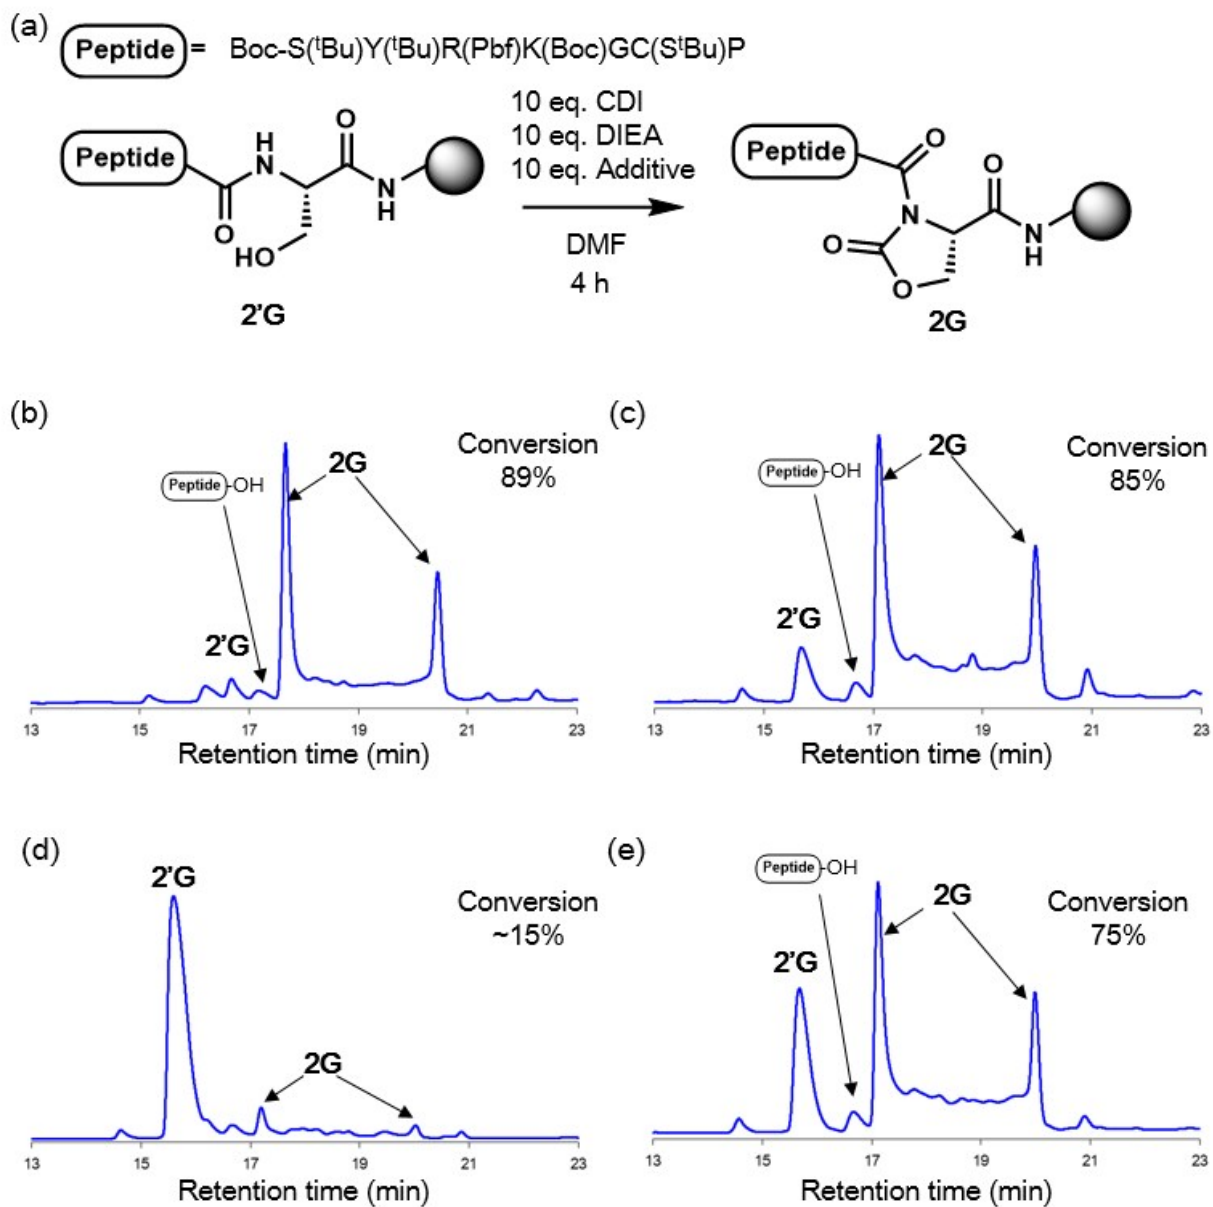 (a)
Peptide = Boc-S(ᵗBu)Y(ᵗBu)R(Pbf)K(Boc)GC(SᵗBu)P
10 eq. CDI
10 eq. DIEA
10 eq. Additive
DMF
4 h
Peptide
O
H
N
O
N
H
HO
2'G
Peptide
O
N
O
O
O
N
H
2G
(b)
Conversion
89%
2G
Peptide-OH
2'G
13 15 17 19 21 23
Retention time (min)
(c)
Conversion
85%
2G
Peptide-OH
2'G
13 15 17 19 21 23
Retention time (min)
(d)
2'G
Conversion
~15%
2G
13 15 17 19 21 23
Retention time (min)
(e)
Peptide-OH
2G
Conversion
75%
2'G
13 15 17 19 21 23
Retention time (min)